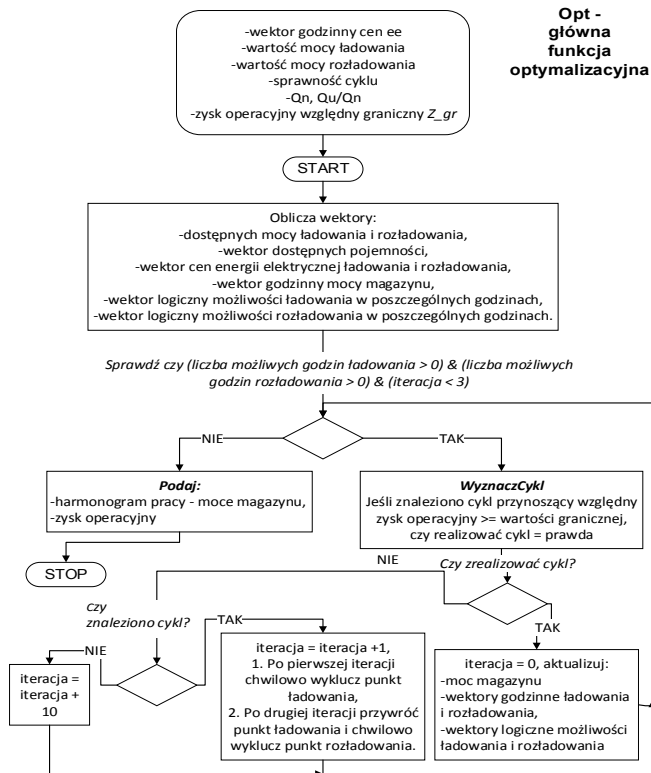 Opt -
główna
funkcja
optymalizacyjna
-wektor godzinny cen ee
-wartość mocy ładowania
-wartość mocy rozładowania
-sprawność cyklu
-Qn, Qu/Qn
-zysk operacyjny względny graniczny Z_gr
START
Oblicza wektory:
-dostępnych mocy ładowania i rozładowania,
-wektor dostępnych pojemności,
-wektor cen energii elektrycznej ładowania i rozładowania,
-wektor godzinny mocy magazynu,
-wektor logiczny możliwości ładowania w poszczególnych godzinach,
-wektor logiczny możliwości rozładowania w poszczególnych godzinach.
Sprawdź czy (liczba możliwych godzin ładowania > 0) & (liczba możliwych
godzin rozładowania > 0) & (iteracja < 3)
NIE
TAK
Podaj:
-harmonogram pracy - moce magazynu,
-zysk operacyjny
STOP
WyznaczCykl
Jeśli znaleziono cykl przynoszący względny
zysk operacyjny >= wartości granicznej,
czy realizować cykl = prawda
NIE
Czy zrealizować cykl?
TAK
Czy
znaleziono cykl?
TAK
NIE
iteracja =
iteracja +
10
iteracja = iteracja +1,
1. Po pierwszej iteracji
chwilowo wyklucz punkt
ładowania,
2. Po drugiej iteracji przywróć
punkt ładowania i chwilowo
wyklucz punkt rozładowania.
iteracja = 0, aktualizuj:
-moc magazynu
-wektory godzinne ładowania
i rozładowania,
-wektory logiczne możliwości
ładowania i rozładowania